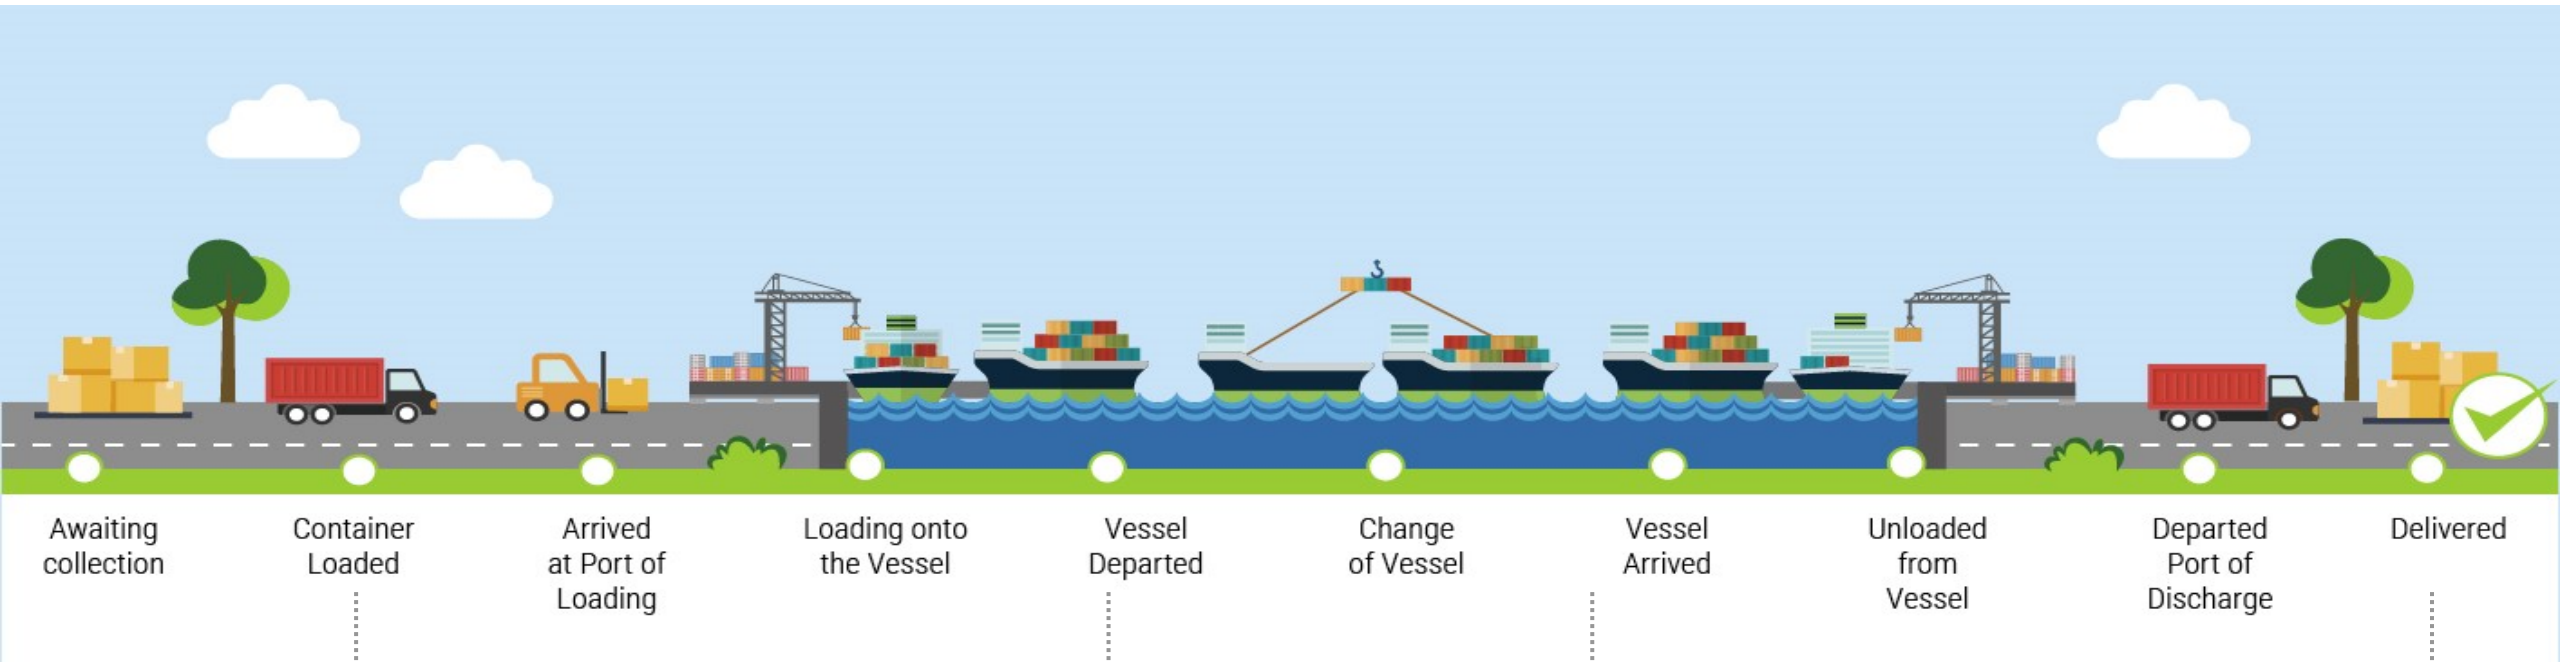 Awaiting
collection
Container
Loaded
Arrived
at Port of
Loading
Loading onto
the Vessel
Vessel
Departed
Change
of Vessel
Vessel
Arrived
Unloaded
from
Vessel
Departed
Port of
Discharge
Delivered